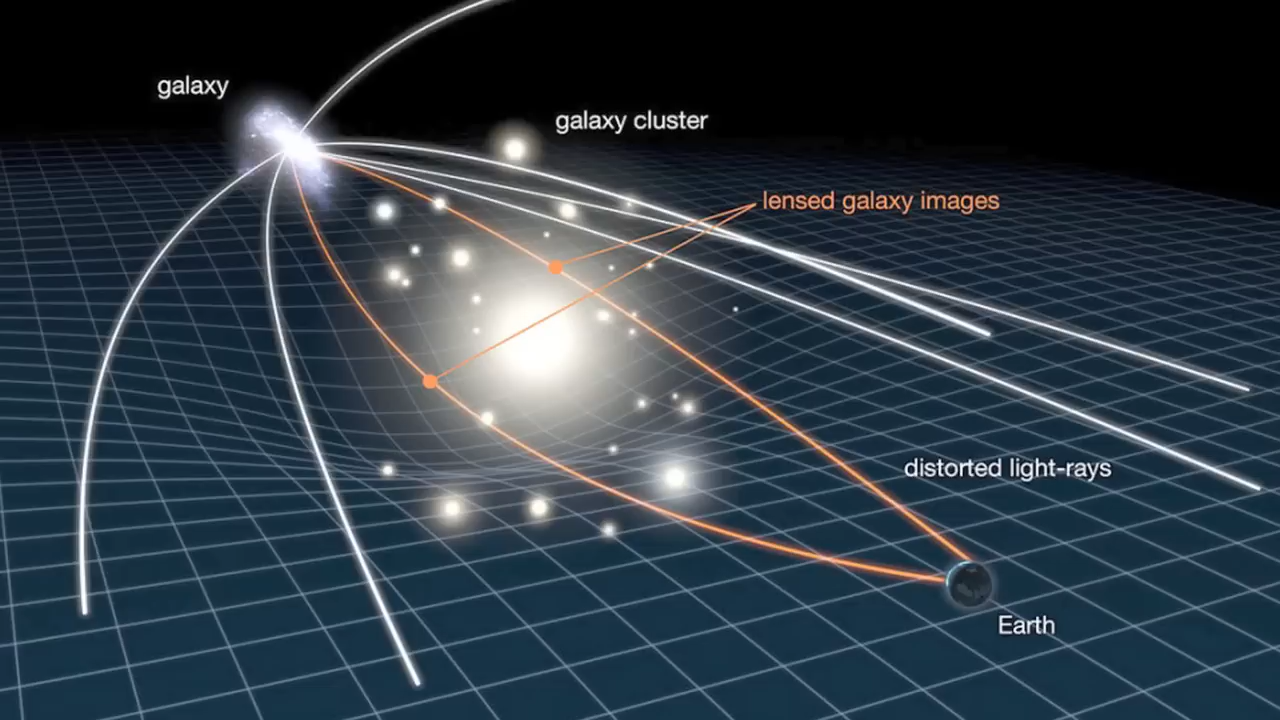 galaxy
galaxy cluster
lensed galaxy images
distorted light-rays
Earth